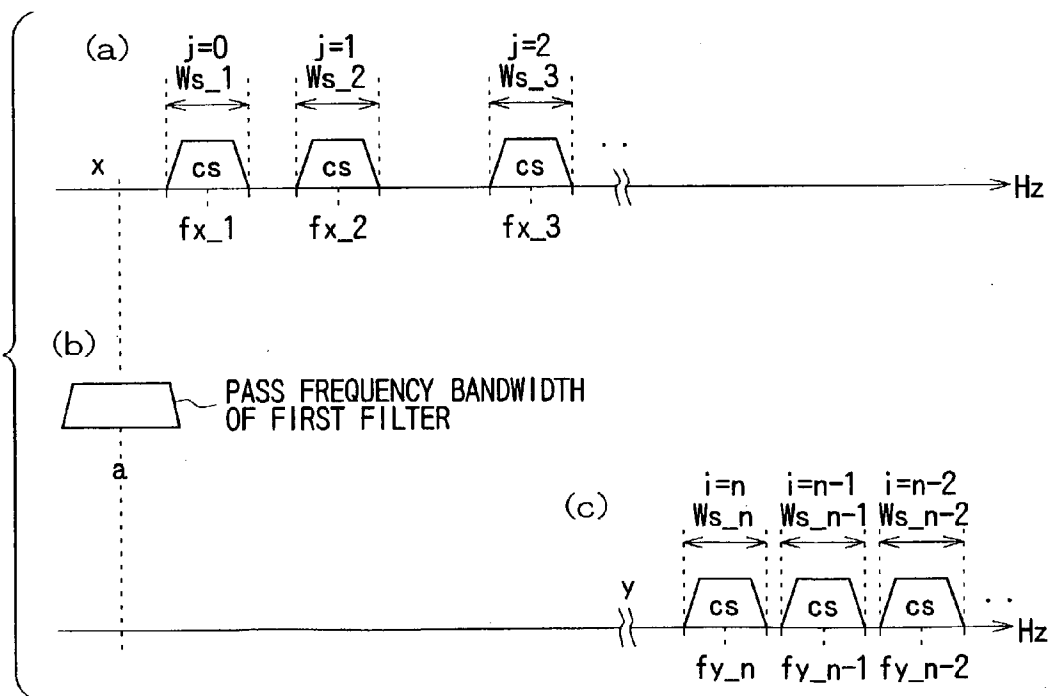 (a)
j=0 j=1 j=2
Ws_1 Ws_2 Ws_3
x cs cs cs ..
Hz
fx_1 fx_2 fx_3
(b)
PASS FREQUENCY BANDWIDTH
OF FIRST FILTER
a
(c)
i=n i=n-1 i=n-2
Ws_n Ws_n-1 Ws_n-2
y cs cs cs ..
Hz
fy_n fy_n-1 fy_n-2